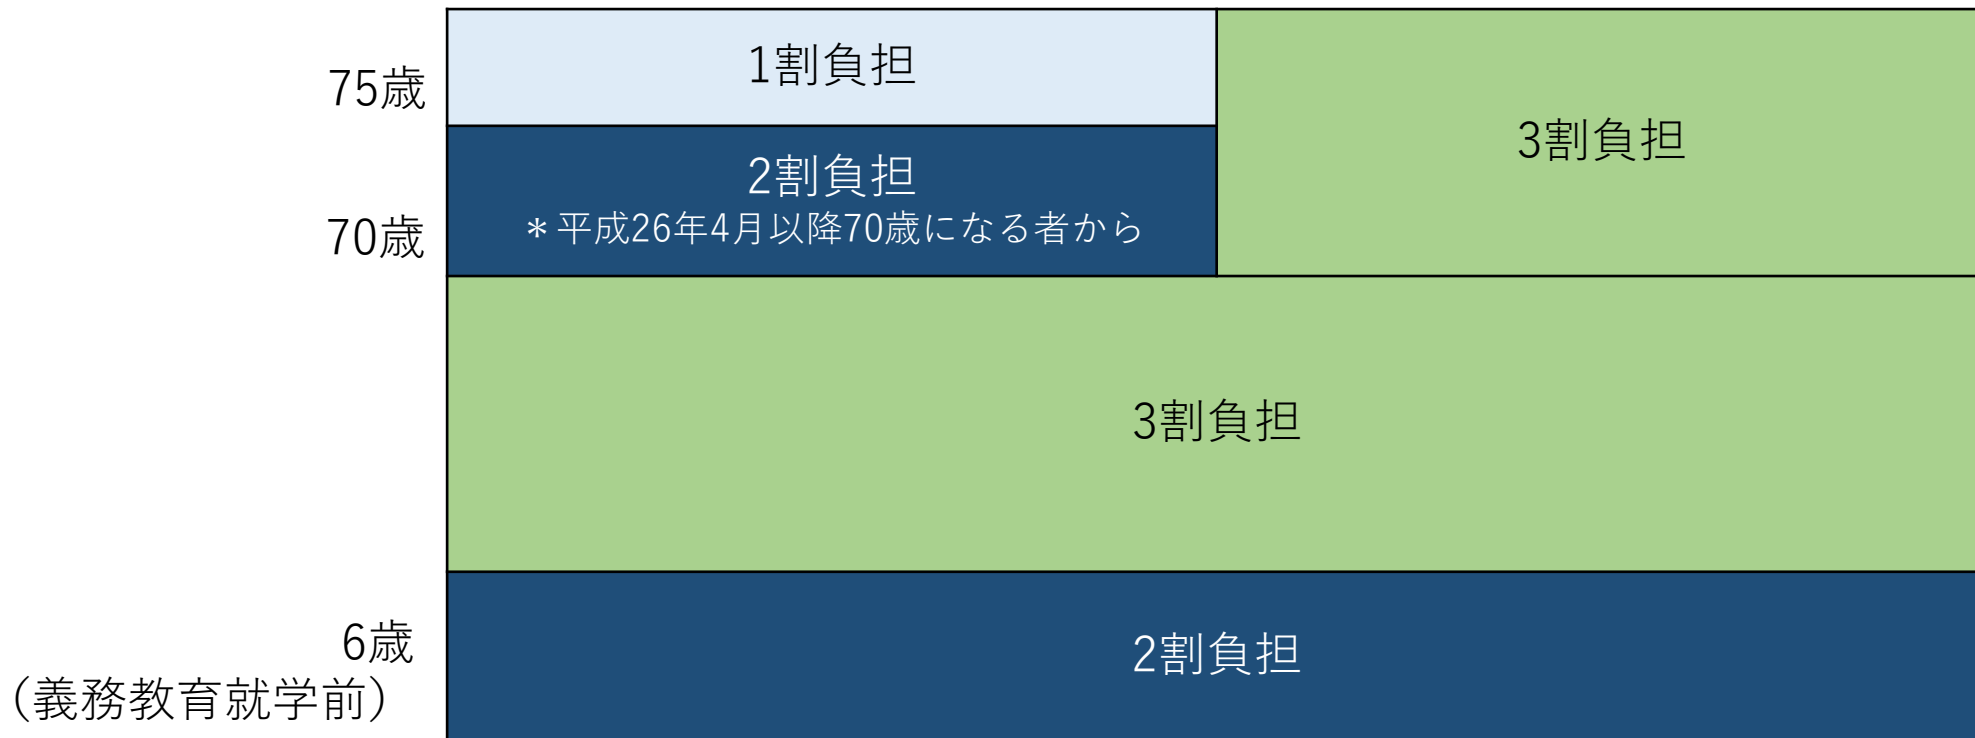 75歳
1割負担
3割負担
70歳
2割負担
＊平成26年4月以降70歳になる者から
3割負担
6歳
（義務教育就学前）
2割負担